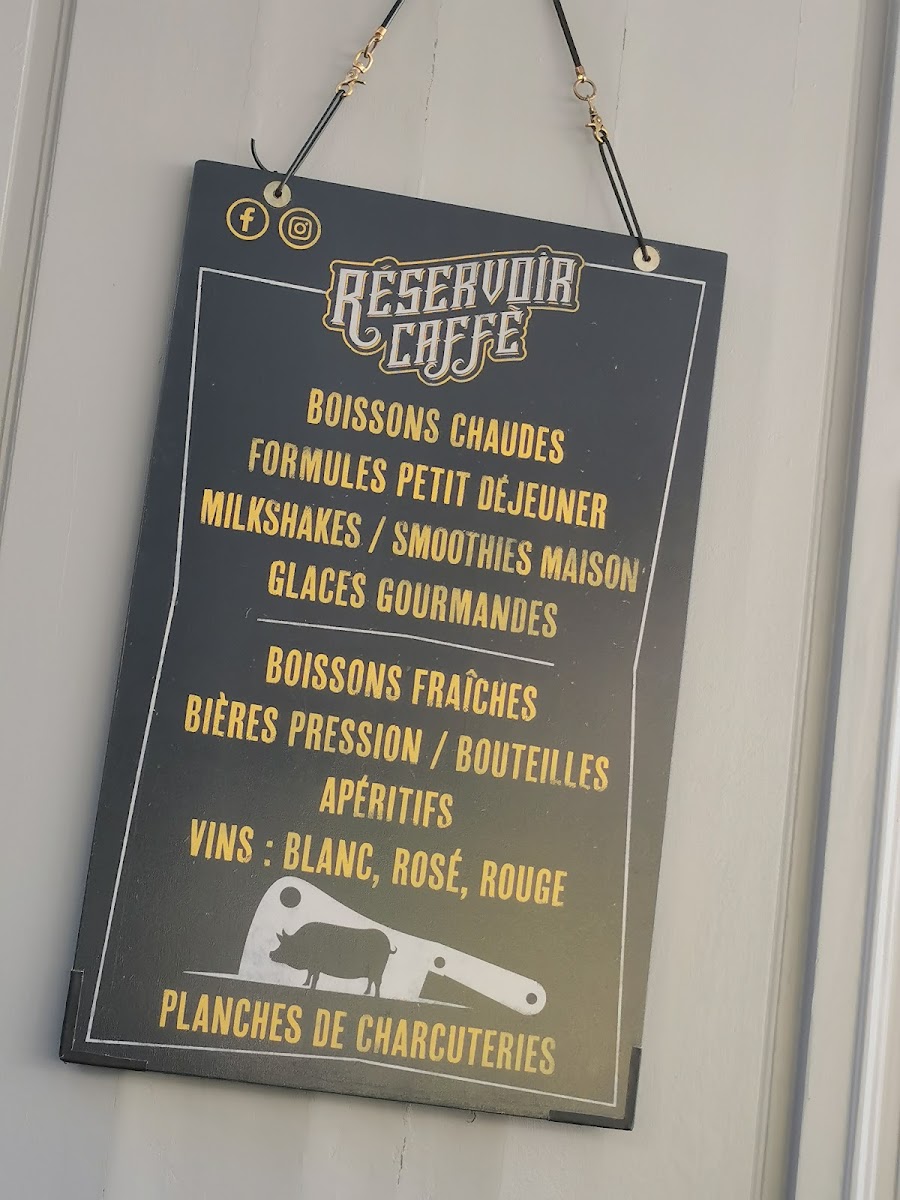 RÉSERVOIR
CAFFÈ
BOISSONS CHAUDES
FORMULES PETIT DÉJEUNER
MILKSHAKES / SMOOTHIES MAISON
GLACES GOURMANDES
BOISSONS FRAÎCHES
BIÈRES PRESSION / BOUTEILLES
APÉRITIFS
VINS : BLANC, ROSÉ, ROUGE
PLANCHES DE CHARCUTERIES